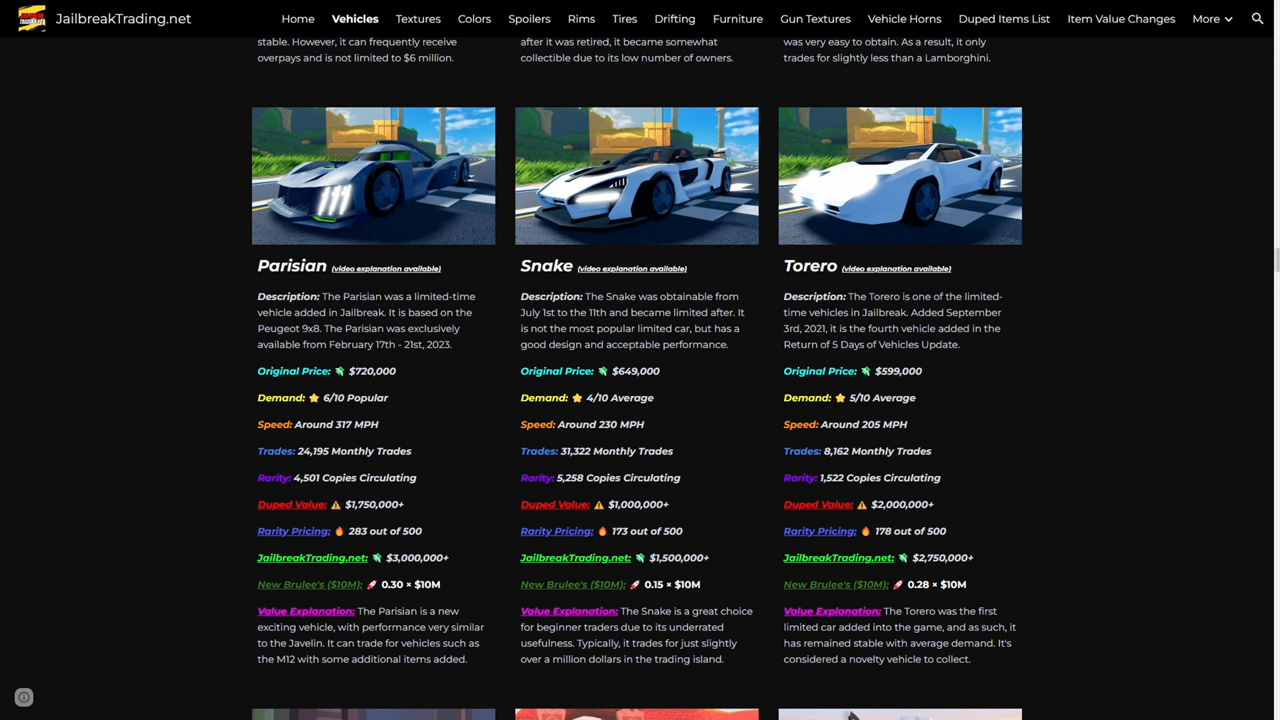 JailbreakTrading.net
Home Vehicles Textures Colors Spoilers Rims Tires Drifting Furniture Gun Textures Vehicle Horns Duped Items List Item Value Changes More
stable. However, it can frequently receive
overpays and is not limited to $6 million.
after it was retired, it became somewhat
collectible due to its low number of owners.
was very easy to obtain. As a result, it only
trades for slightly less than a Lamborghini.
Parisian (video explanation available)
Description: The Parisian was a limited-time
vehicle added in Jailbreak. It is based on the
Peugeot 9x8. The Parisian was exclusively
available from February 17th - 21st, 2023.
Original Price: $720,000
Demand: 6/10 Popular
Speed: Around 317 MPH
Trades: 24,195 Monthly Trades
Rarity: 4,501 Copies Circulating
Duped Value: $1,750,000+
Rarity Pricing: 283 out of 500
JailbreakTrading.net: $3,000,000+
New Brulee's ($10M): 0.30 × $10M
Value Explanation: The Parisian is a new
exciting vehicle, with performance very similar
to the Javelin. It can trade for vehicles such as
the M12 with some additional items added.
Snake (video explanation available)
Description: The Snake was obtainable from
July 1st to the 11th and became limited after. It
is not the most popular limited car, but has a
good design and acceptable performance.
Original Price: $649,000
Demand: 4/10 Average
Speed: Around 230 MPH
Trades: 31,322 Monthly Trades
Rarity: 5,258 Copies Circulating
Duped Value: $1,000,000+
Rarity Pricing: 173 out of 500
JailbreakTrading.net: $1,500,000+
New Brulee's ($10M): 0.15 × $10M
Value Explanation: The Snake is a great choice
for beginner traders due to its underrated
usefulness. Typically, it trades for just slightly
over a million dollars in the trading island.
Torero (video explanation available)
Description: The Torero is one of the limited-
time vehicles in Jailbreak. Added September
3rd, 2021, it is the fourth vehicle added in the
Return of 5 Days of Vehicles Update.
Original Price: $599,000
Demand: 5/10 Average
Speed: Around 205 MPH
Trades: 8,162 Monthly Trades
Rarity: 1,522 Copies Circulating
Duped Value: $2,000,000+
Rarity Pricing: 178 out of 500
JailbreakTrading.net: $2,750,000+
New Brulee's ($10M): 0.28 × $10M
Value Explanation: The Torero was the first
limited car added into the game, and as such, it
has remained stable with average demand. It's
considered a novelty vehicle to collect.